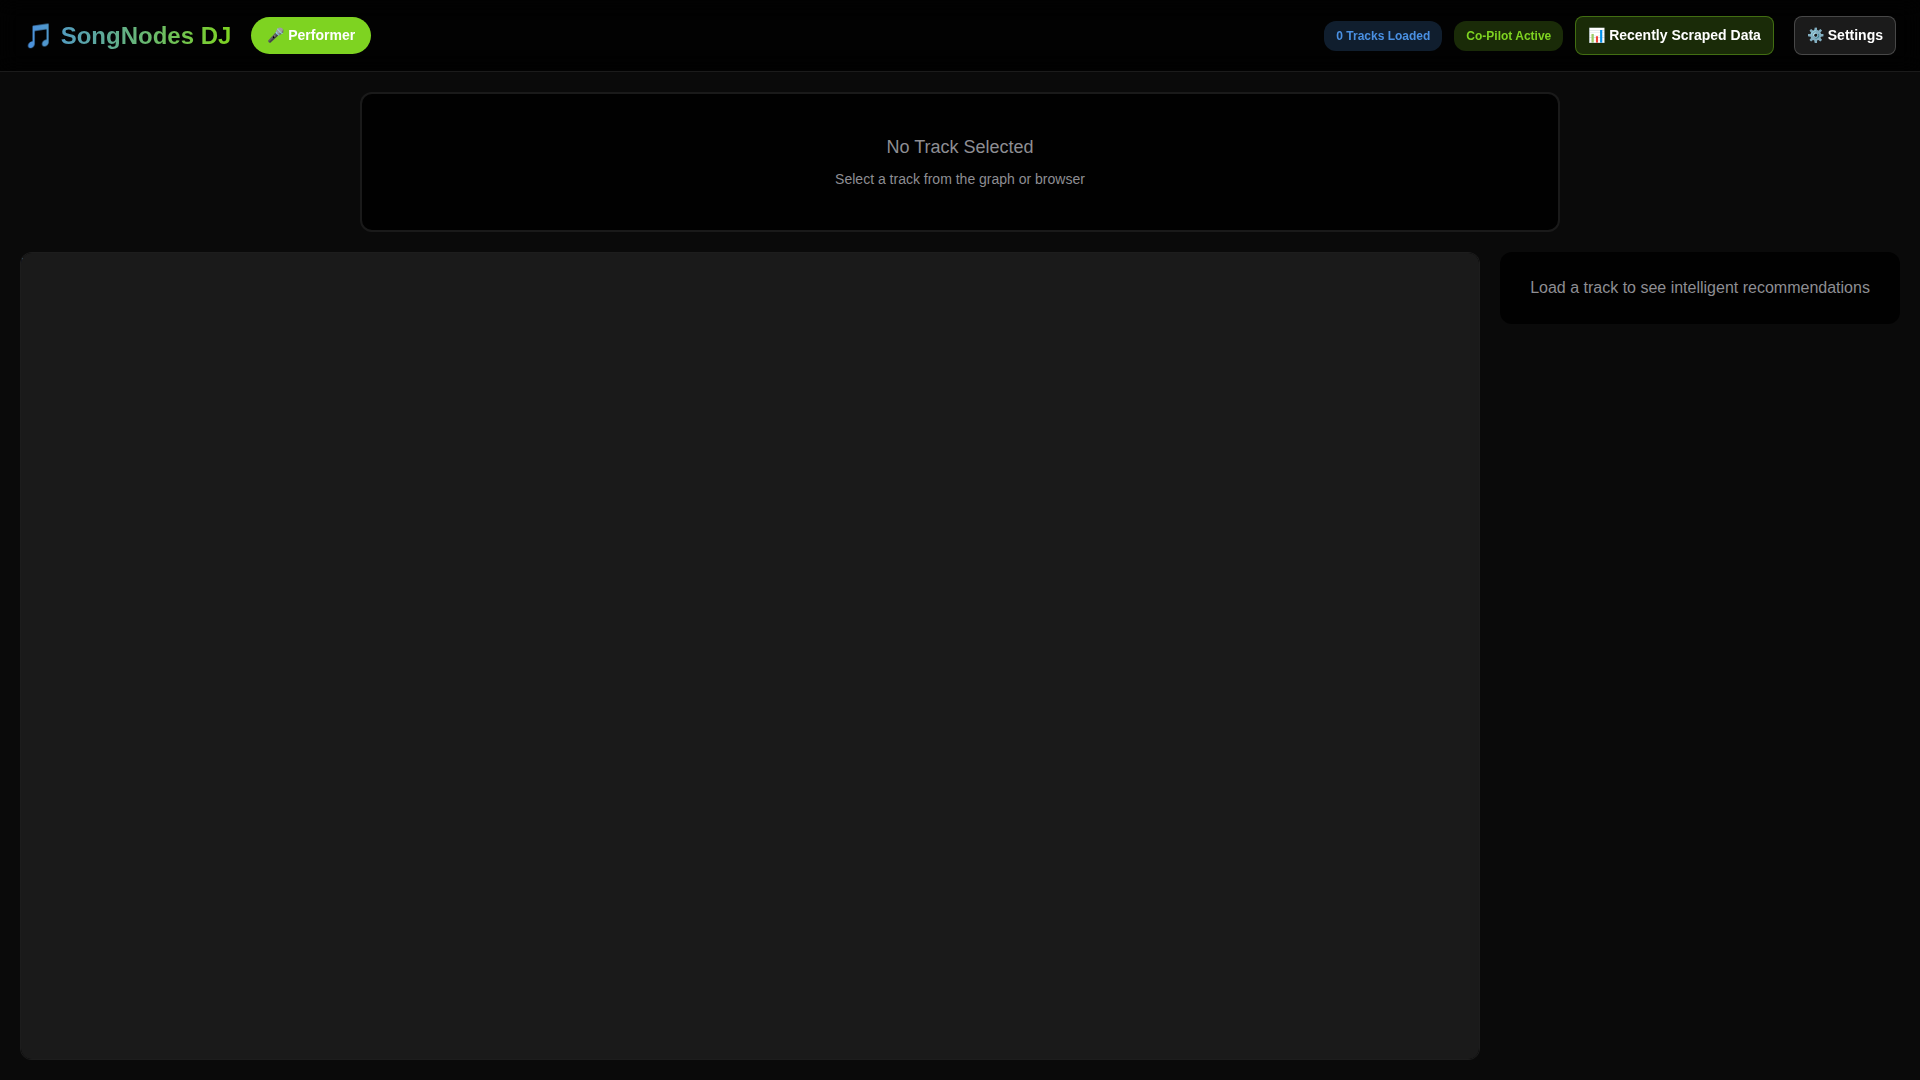 🎵 SongNodes DJ
🎤 Performer
0 Tracks Loaded
Co-Pilot Active
📊 Recently Scraped Data
⚙️ Settings
No Track Selected
Select a track from the graph or browser
Load a track to see intelligent recommendations